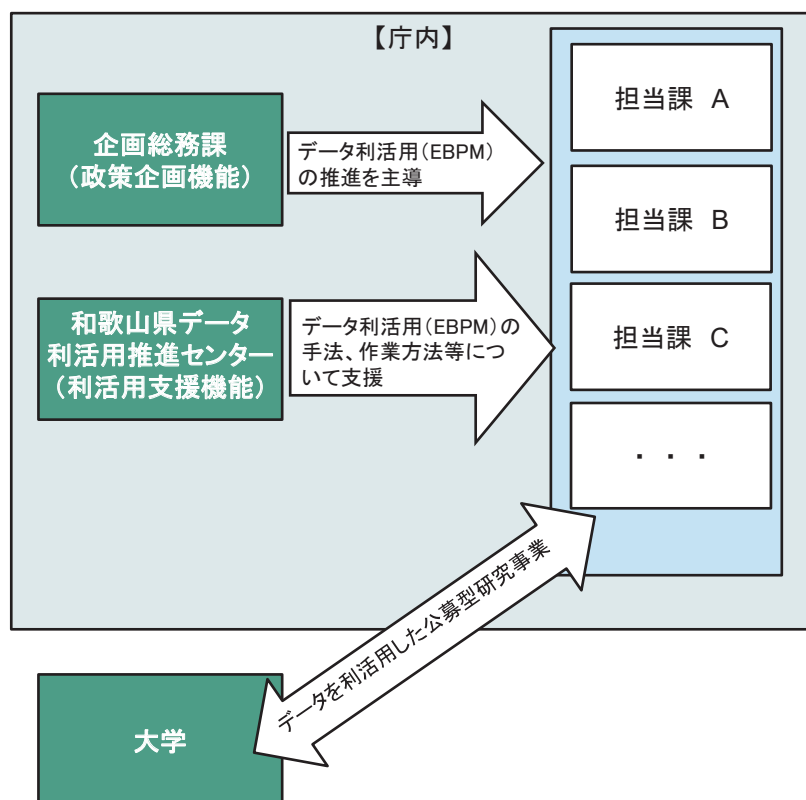 【庁内】
企画総務課
（政策企画機能）
データ利活用（EBPM）
の推進を主導
和歌山県データ
利活用推進センター
（利活用支援機能）
データ利活用（EBPM）の
手法、作業方法等につ
いて支援
担当課 A
担当課 B
担当課 C
・・・
データを利活用した公募型研究事業
大学